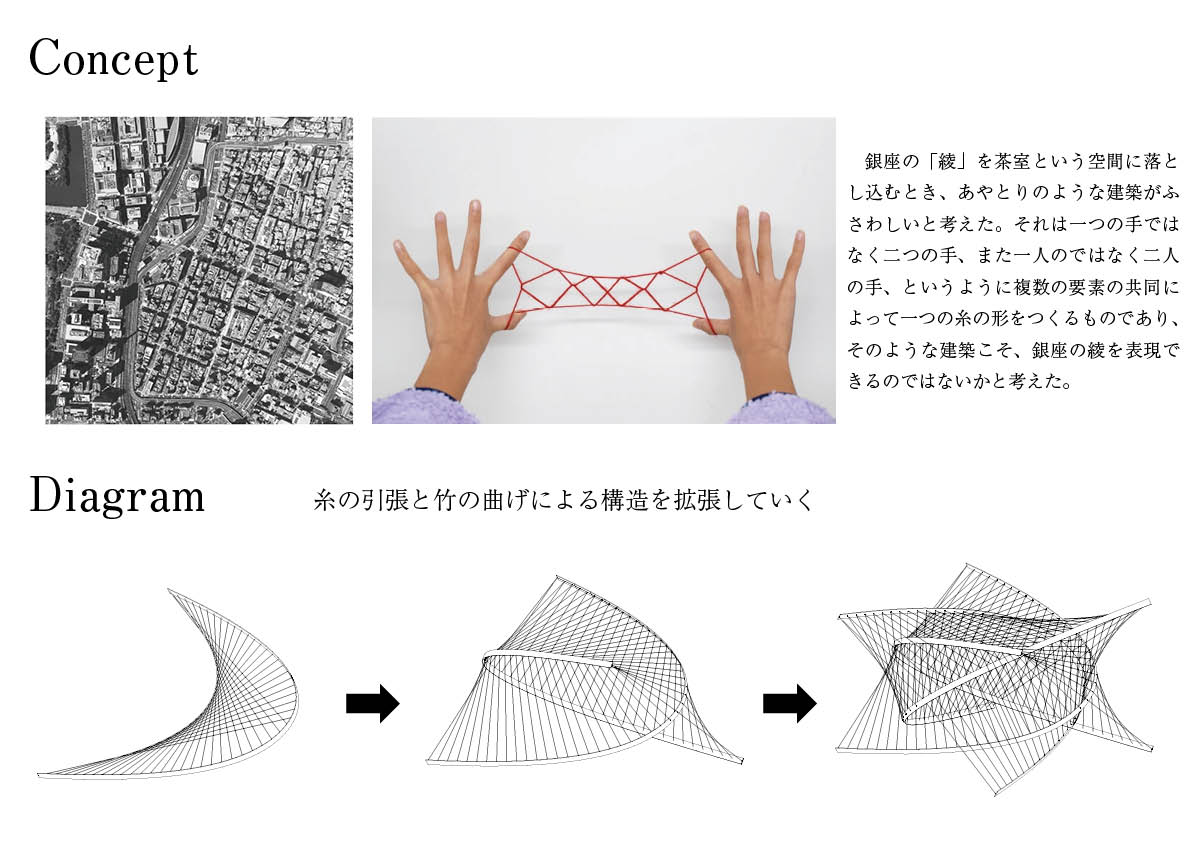 Concept
銀座の「綾」を茶室という空間に落と
し込むとき、あやとりのような建築がふ
さわしいと考えた。それは一つの手では
なく二つの手、また一人のではなく二人
の手、というように複数の要素の共同に
よって一つの糸の形をつくるものであり、
そのような建築こそ、銀座の綾を表現で
きるのではないかと考えた。
Diagram
糸の引張と竹の曲げによる構造を拡張していく